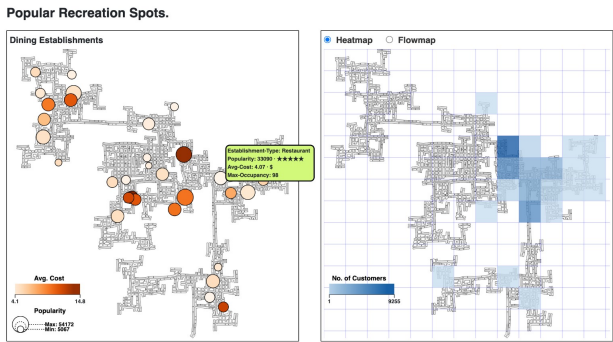 Popular Recreation Spots.
Dining Establishments
Establishment-Type: Restaurant
Popularity: 33090 - ★★★★★
Avg-Cost: 4.07 - $
Max-Occupancy: 98
Avg. Cost
4.1 14.8
Popularity
Max: 54172
Min: 5067
Heatmap Flowmap
No. of Customers
1 9255